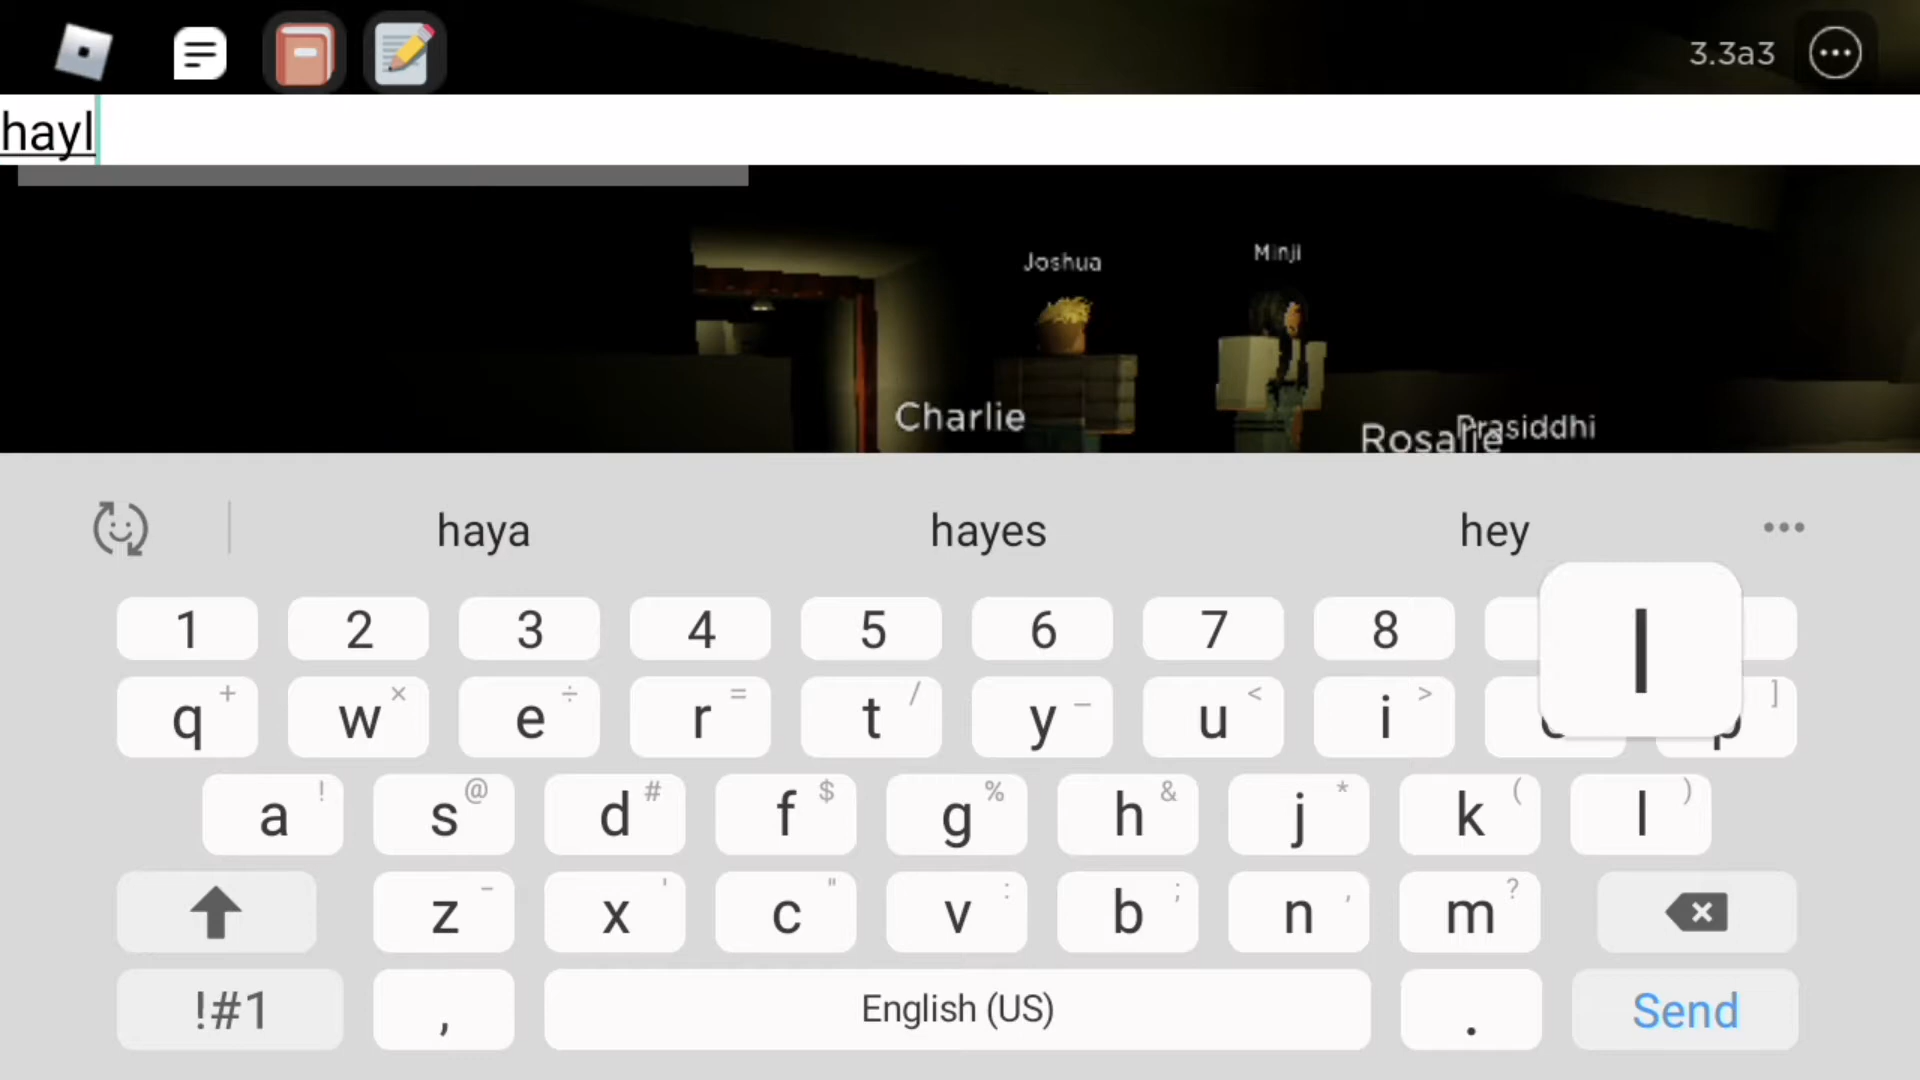 3.3a3
hayl
Joshua
Minji
Charlie
Rosalie
Prasiddhi
haya hayes hey
1 2 3 4 5 6 7 8
l
q + w × e ÷ r = t / y _ u < i > p ]
a ! s @ d # f $ g % h & j * k ( l )
z - x ' c " v : b ; n , m ?
!#1 , English (US) . Send